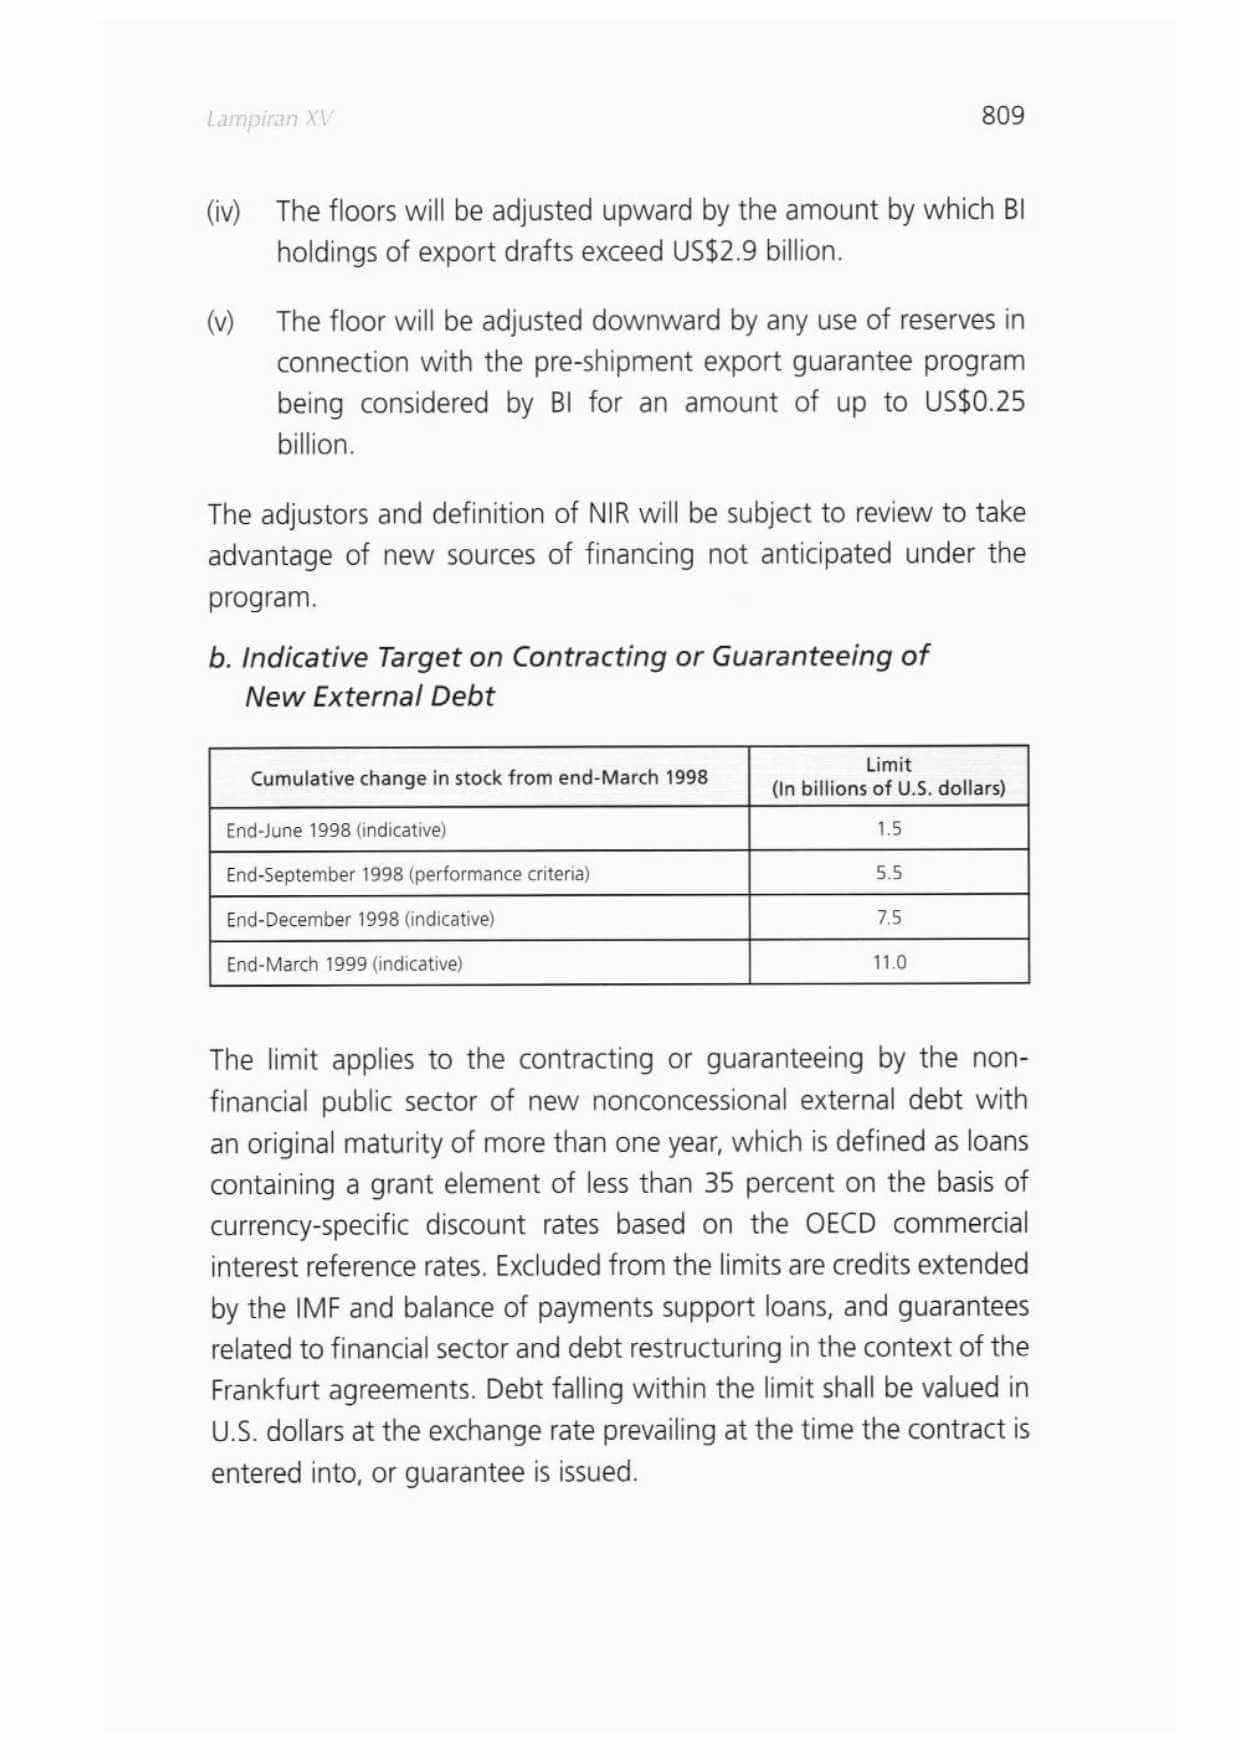 Lampiran XV
809
(iv) The floors will be adjusted upward by the amount by which BI
holdings of export drafts exceed US$2.9 billion.
(v) The floor will be adjusted downward by any use of reserves in
connection with the pre-shipment export guarantee program
being considered by BI for an amount of up to US$0.25
billion.
The adjustors and definition of NIR will be subject to review to take
advantage of new sources of financing not anticipated under the
program.
b. Indicative Target on Contracting or Guaranteeing of
New External Debt
Cumulative change in stock from end-March 1998
Limit
(In billions of U.S. dollars)
End-June 1998 (indicative) 1.5
End-September 1998 (performance criteria) 5.5
End-December 1998 (indicative) 7.5
End-March 1999 (indicative) 11.0
The limit applies to the contracting or guaranteeing by the non-
financial public sector of new nonconcessional external debt with
an original maturity of more than one year, which is defined as loans
containing a grant element of less than 35 percent on the basis of
currency-specific discount rates based on the OECD commercial
interest reference rates. Excluded from the limits are credits extended
by the IMF and balance of payments support loans, and guarantees
related to financial sector and debt restructuring in the context of the
Frankfurt agreements. Debt falling within the limit shall be valued in
U.S. dollars at the exchange rate prevailing at the time the contract is
entered into, or guarantee is issued.